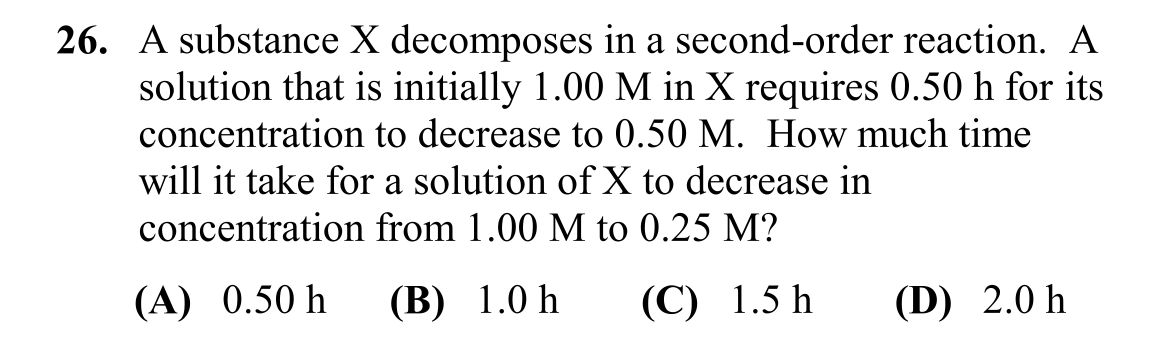 26. A substance X decomposes in a second-order reaction. A
solution that is initially 1.00 M in X requires 0.50 h for its
concentration to decrease to 0.50 M. How much time
will it take for a solution of X to decrease in
concentration from 1.00 M to 0.25 M?
(A) 0.50 h (B) 1.0 h (C) 1.5 h (D) 2.0 h